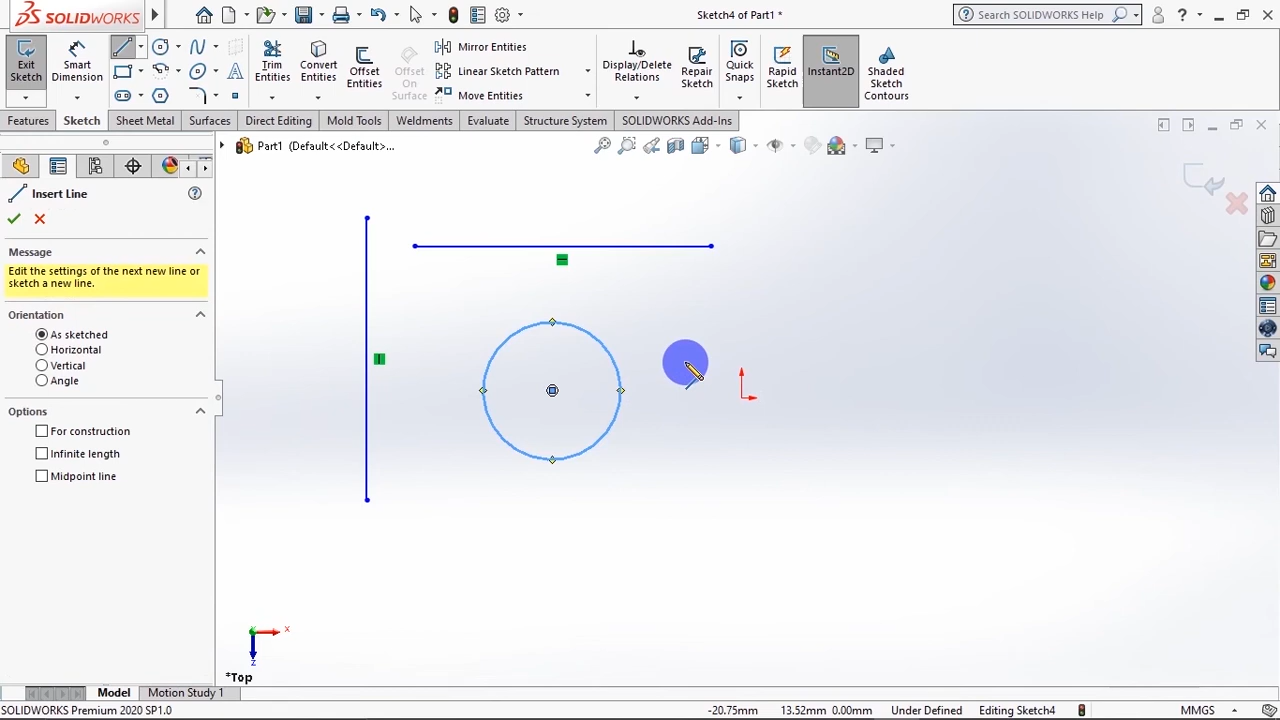 SOLIDWORKS
Sketch4 of Part1 *
Search SOLIDWORKS Help
?
Exit Sketch
Smart Dimension
Trim Entities
Convert Entities
Offset Entities
Offset On Surface
Mirror Entities
Linear Sketch Pattern
Move Entities
Display/Delete Relations
Repair Sketch
Quick Snaps
Rapid Sketch
Instant2D
Shaded Sketch Contours
Features
Sketch
Sheet Metal
Surfaces
Direct Editing
Mold Tools
Weldments
Evaluate
Structure System
SOLIDWORKS Add-Ins
Part1 (Default<<Default>...
Insert Line
?
Message
Edit the settings of the next new line or
sketch a new line.
Orientation
As sketched
Horizontal
Vertical
Angle
Options
For construction
Infinite length
Midpoint line
x
z
*Top
Model
Motion Study 1
SOLIDWORKS Premium 2020 SP1.0
-20.75mm
13.52mm 0.00mm
Under Defined
Editing Sketch4
MMGS